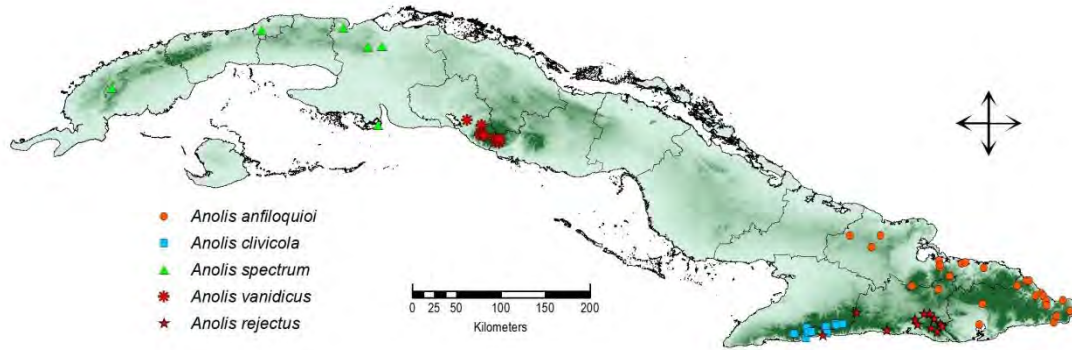 Anolis anfiloquioi
Anolis clivicola
Anolis spectrum
Anolis vanidicus
Anolis rejectus
0 25 50 100 150 200
Kilometers